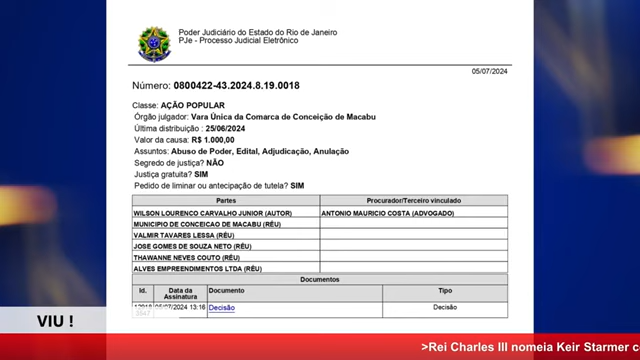 Poder Judiciário do Estado do Rio de Janeiro
PJe - Processo Judicial Eletrônico
05/07/2024
Número: 0800422-43.2024.8.19.0018
Classe: AÇÃO POPULAR
Órgão julgador: Vara Única da Comarca de Conceição de Macabu
Última distribuição : 25/06/2024
Valor da causa: R$ 1.000,00
Assuntos: Abuso de Poder, Edital, Adjudicação, Anulação
Segredo de justiça? NÃO
Justiça gratuita? SIM
Pedido de liminar ou antecipação de tutela? SIM
Partes Procurador/Terceiro vinculado
WILSON LOURENCO CARVALHO JUNIOR (AUTOR) ANTONIO MAURICIO COSTA (ADVOGADO)
MUNICIPIO DE CONCEICAO DE MACABU (RÉU)
VALMIR TAVARES LESSA (RÉU)
JOSE GOMES DE SOUZA NETO (RÉU)
THAWANNE NEVES COUTO (RÉU)
ALVES EMPREENDIMENTOS LTDA (RÉU)
Documentos
Id. Data da Assinatura Documento Tipo
05/07/2024 13:16 Decisão Decisão
VIU !
>Rei Charles III nomeia Keir Starmer c